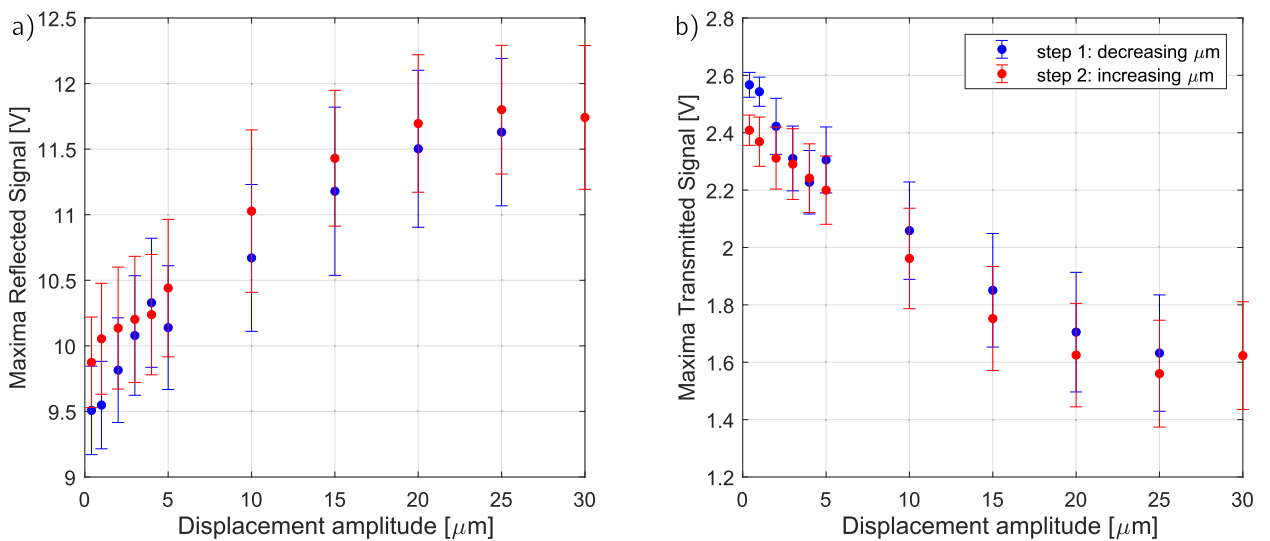 a)
12.5
12
11.5
11
10.5
10
9.5
9
0 5 10 15 20 25 30
Maxima Reflected Signal [V]
Displacement amplitude [μm]
b)
2.8
2.6
2.4
2.2
2
1.8
1.6
1.4
1.2
0 5 10 15 20 25 30
Maxima Transmitted Signal [V]
Displacement amplitude [μm]
step 1: decreasing μm
step 2: increasing μm